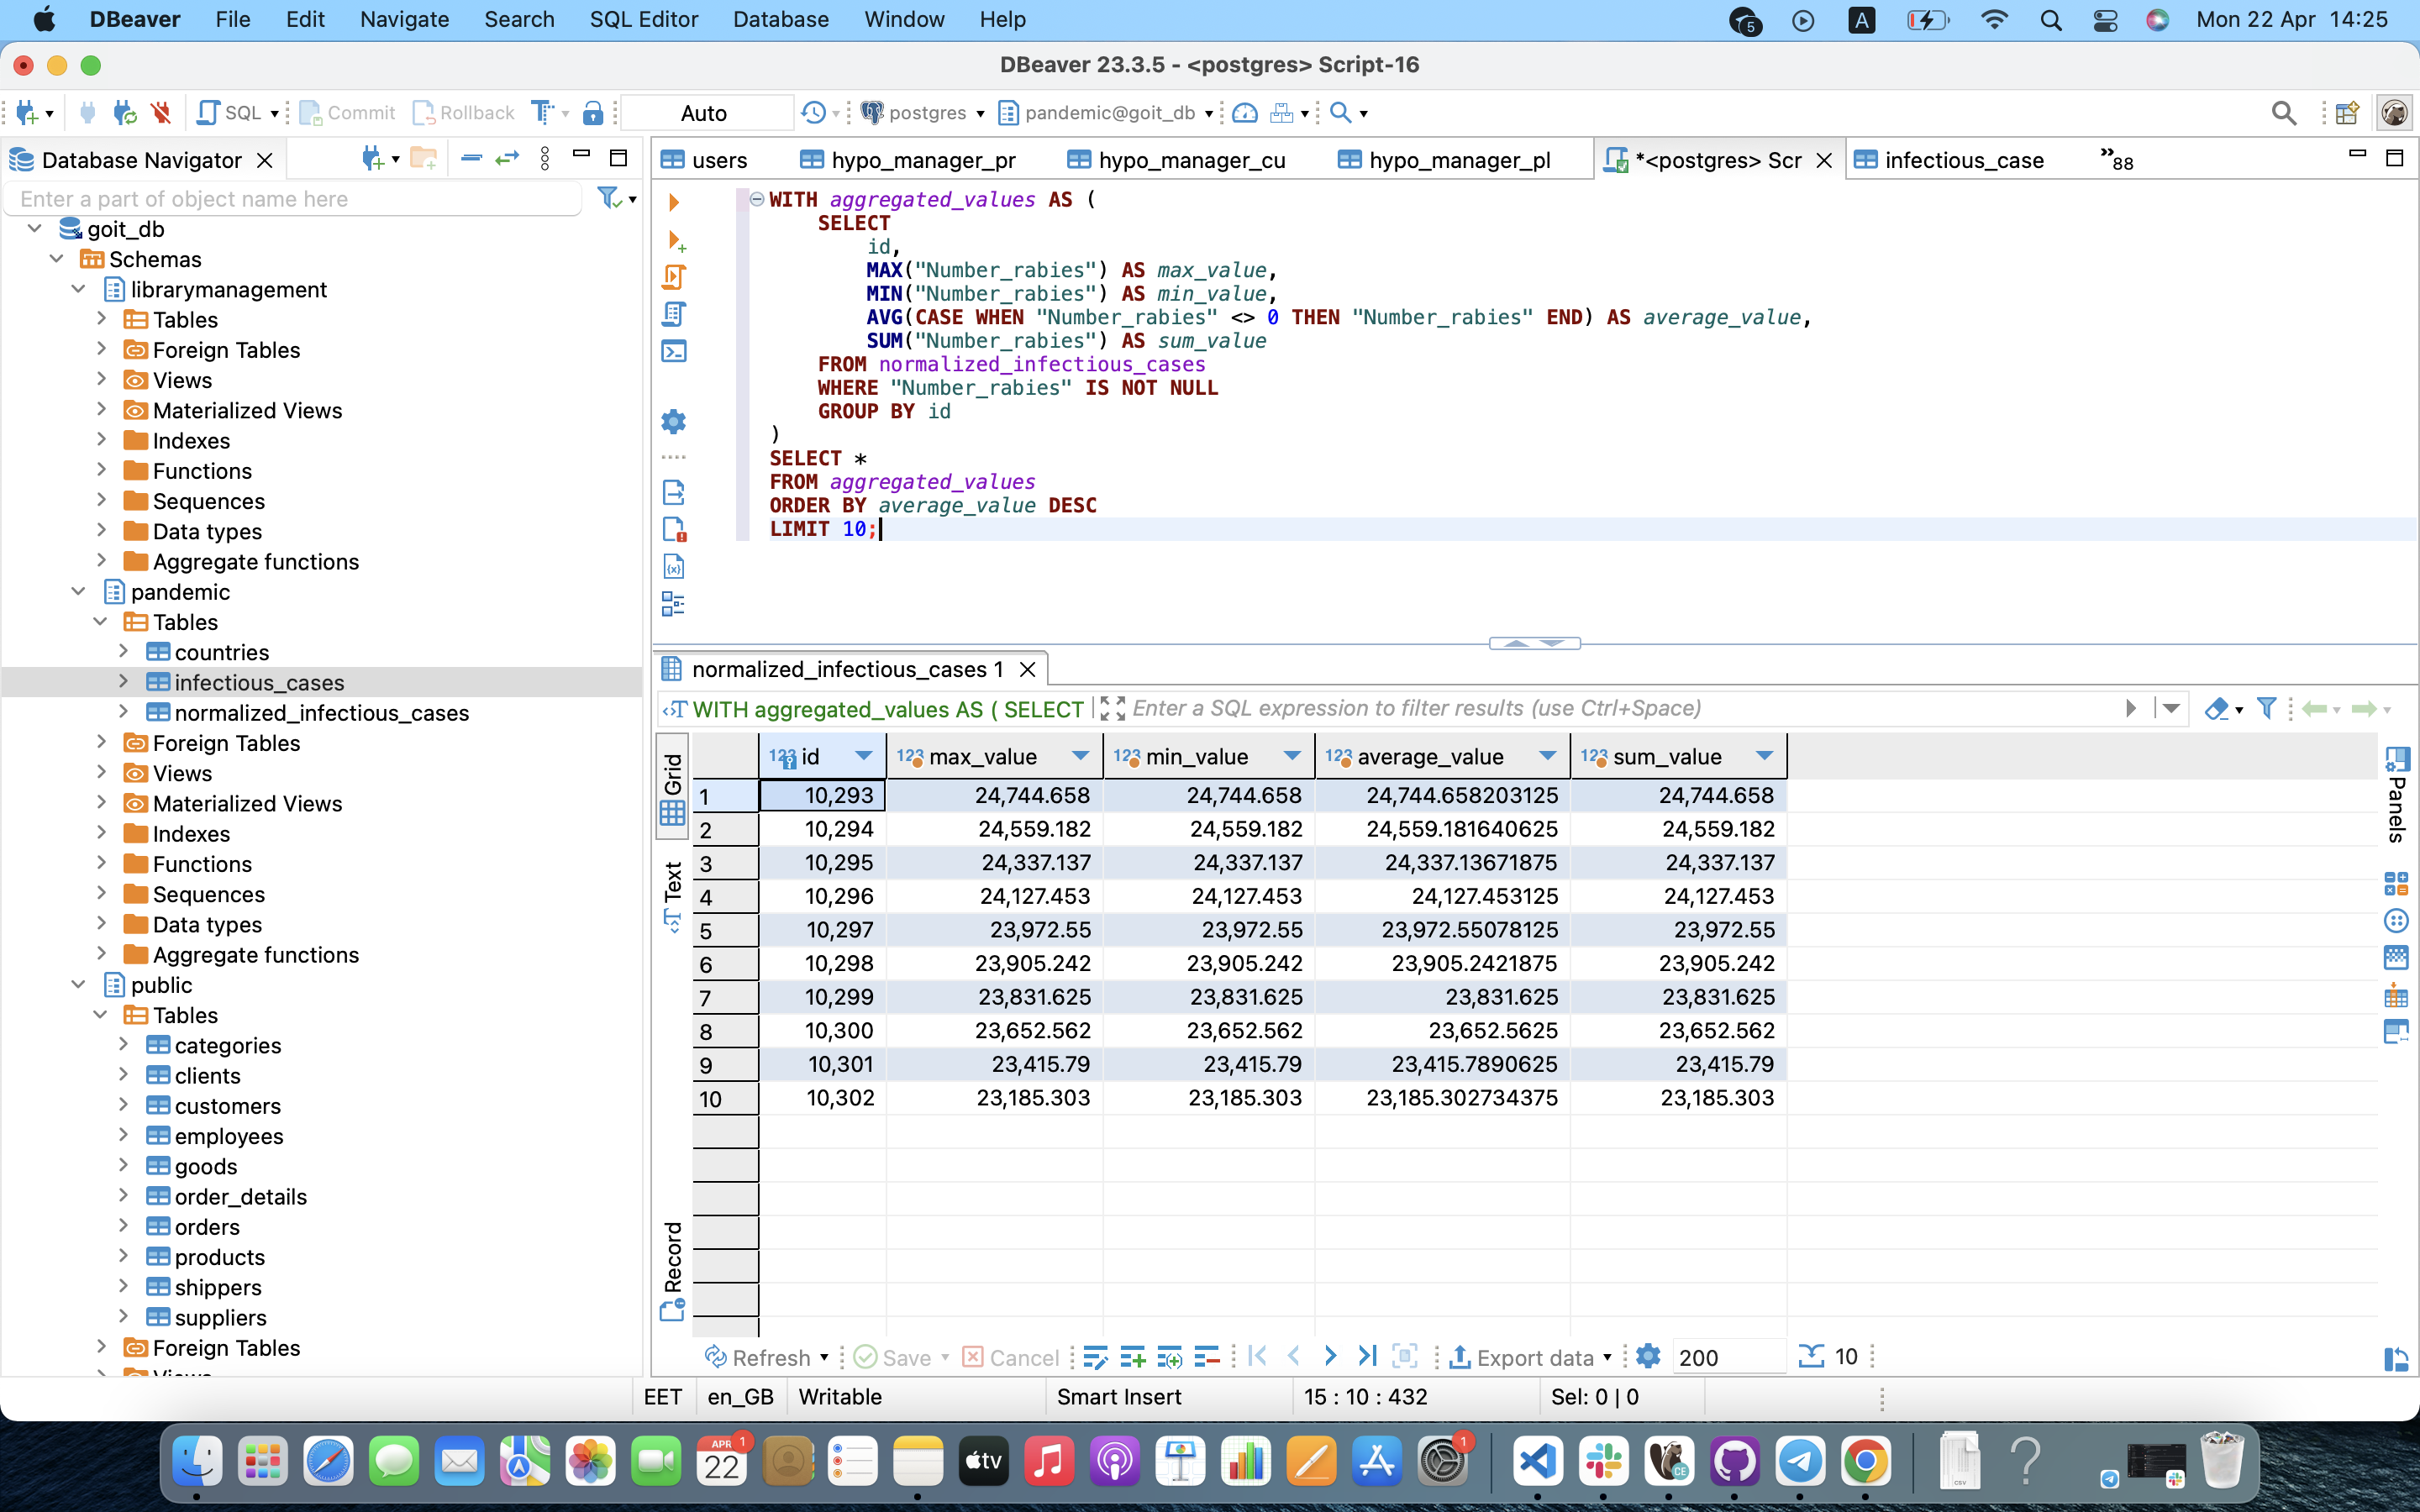 DBeaver File Edit Navigate Search SQL Editor Database Window Help 5 A Mon 22 Apr 14:25
DBeaver 23.3.5 - <postgres> Script-16
SQL Commit Rollback Auto postgres pandemic@goit_db
Database Navigator
users hypo_manager_pr hypo_manager_cu hypo_manager_pl *<postgres> Scr infectious_case »88
Enter a part of object name here
goit_db
Schemas
librarymanagement
Tables
Foreign Tables
Views
Materialized Views
Indexes
Functions
Sequences
Data types
Aggregate functions
pandemic
Tables
countries
infectious_cases
normalized_infectious_cases
Foreign Tables
Views
Materialized Views
Indexes
Functions
Sequences
Data types
Aggregate functions
public
Tables
categories
clients
customers
employees
goods
order_details
orders
products
shippers
suppliers
Foreign Tables
Views
WITH aggregated_values AS (
SELECT
id,
MAX("Number_rabies") AS max_value,
MIN("Number_rabies") AS min_value,
AVG(CASE WHEN "Number_rabies" <> 0 THEN "Number_rabies" END) AS average_value,
SUM("Number_rabies") AS sum_value
FROM normalized_infectious_cases
WHERE "Number_rabies" IS NOT NULL
GROUP BY id
)
SELECT *
FROM aggregated_values
ORDER BY average_value DESC
LIMIT 10;
normalized_infectious_cases 1
WITH aggregated_values AS ( SELECT Enter a SQL expression to filter results (use Ctrl+Space)
Grid
Text
Record
Panels
123 id 123 max_value 123 min_value 123 average_value 123 sum_value
1 10,293 24,744.658 24,744.658 24,744.658203125 24,744.658
2 10,294 24,559.182 24,559.182 24,559.181640625 24,559.182
3 10,295 24,337.137 24,337.137 24,337.13671875 24,337.137
4 10,296 24,127.453 24,127.453 24,127.453125 24,127.453
5 10,297 23,972.55 23,972.55 23,972.55078125 23,972.55
6 10,298 23,905.242 23,905.242 23,905.2421875 23,905.242
7 10,299 23,831.625 23,831.625 23,831.625 23,831.625
8 10,300 23,652.562 23,652.562 23,652.5625 23,652.562
9 10,301 23,415.79 23,415.79 23,415.7890625 23,415.79
10 10,302 23,185.303 23,185.303 23,185.302734375 23,185.303
Refresh Save Cancel Export data 200 10
EET en_GB Writable Smart Insert 15 : 10 : 432 Sel: 0 | 0
APR 22 1 tv 1 CE CSV